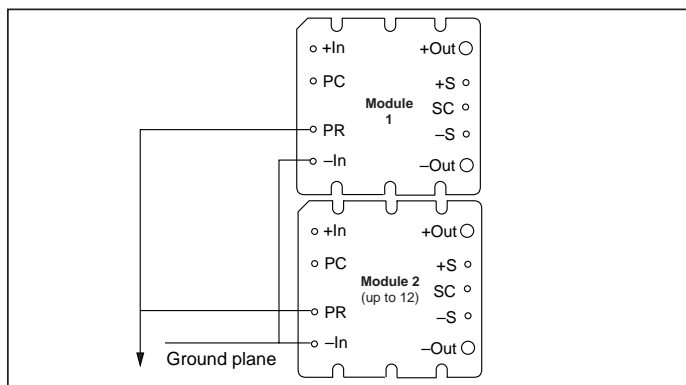 +In
+Out
PC
+S
Module
1
SC
PR
–S
–In
–Out
+In
+Out
PC
+S
Module 2
(up to 12)
SC
PR
–S
–In
–Out
Ground plane